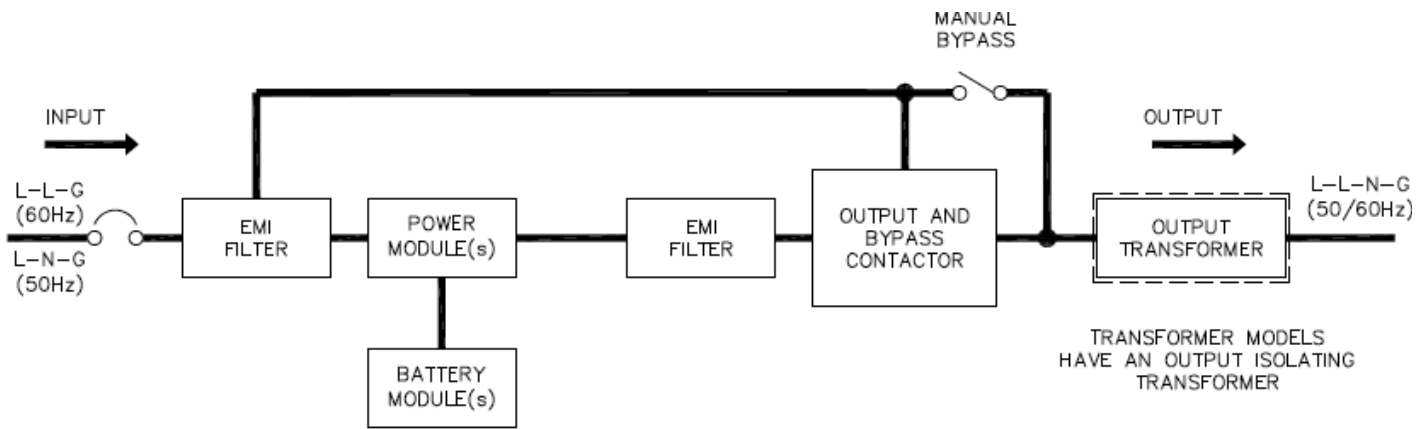 MANUAL
BYPASS
INPUT
OUTPUT
L-L-G
(60Hz)
L-N-G
(50Hz)
EMI
FILTER
POWER
MODULE(s)
EMI
FILTER
OUTPUT AND
BYPASS
CONTACTOR
OUTPUT
TRANSFORMER
L-L-N-G
(50/60Hz)
BATTERY
MODULE(s)
TRANSFORMER MODELS
HAVE AN OUTPUT ISOLATING
TRANSFORMER